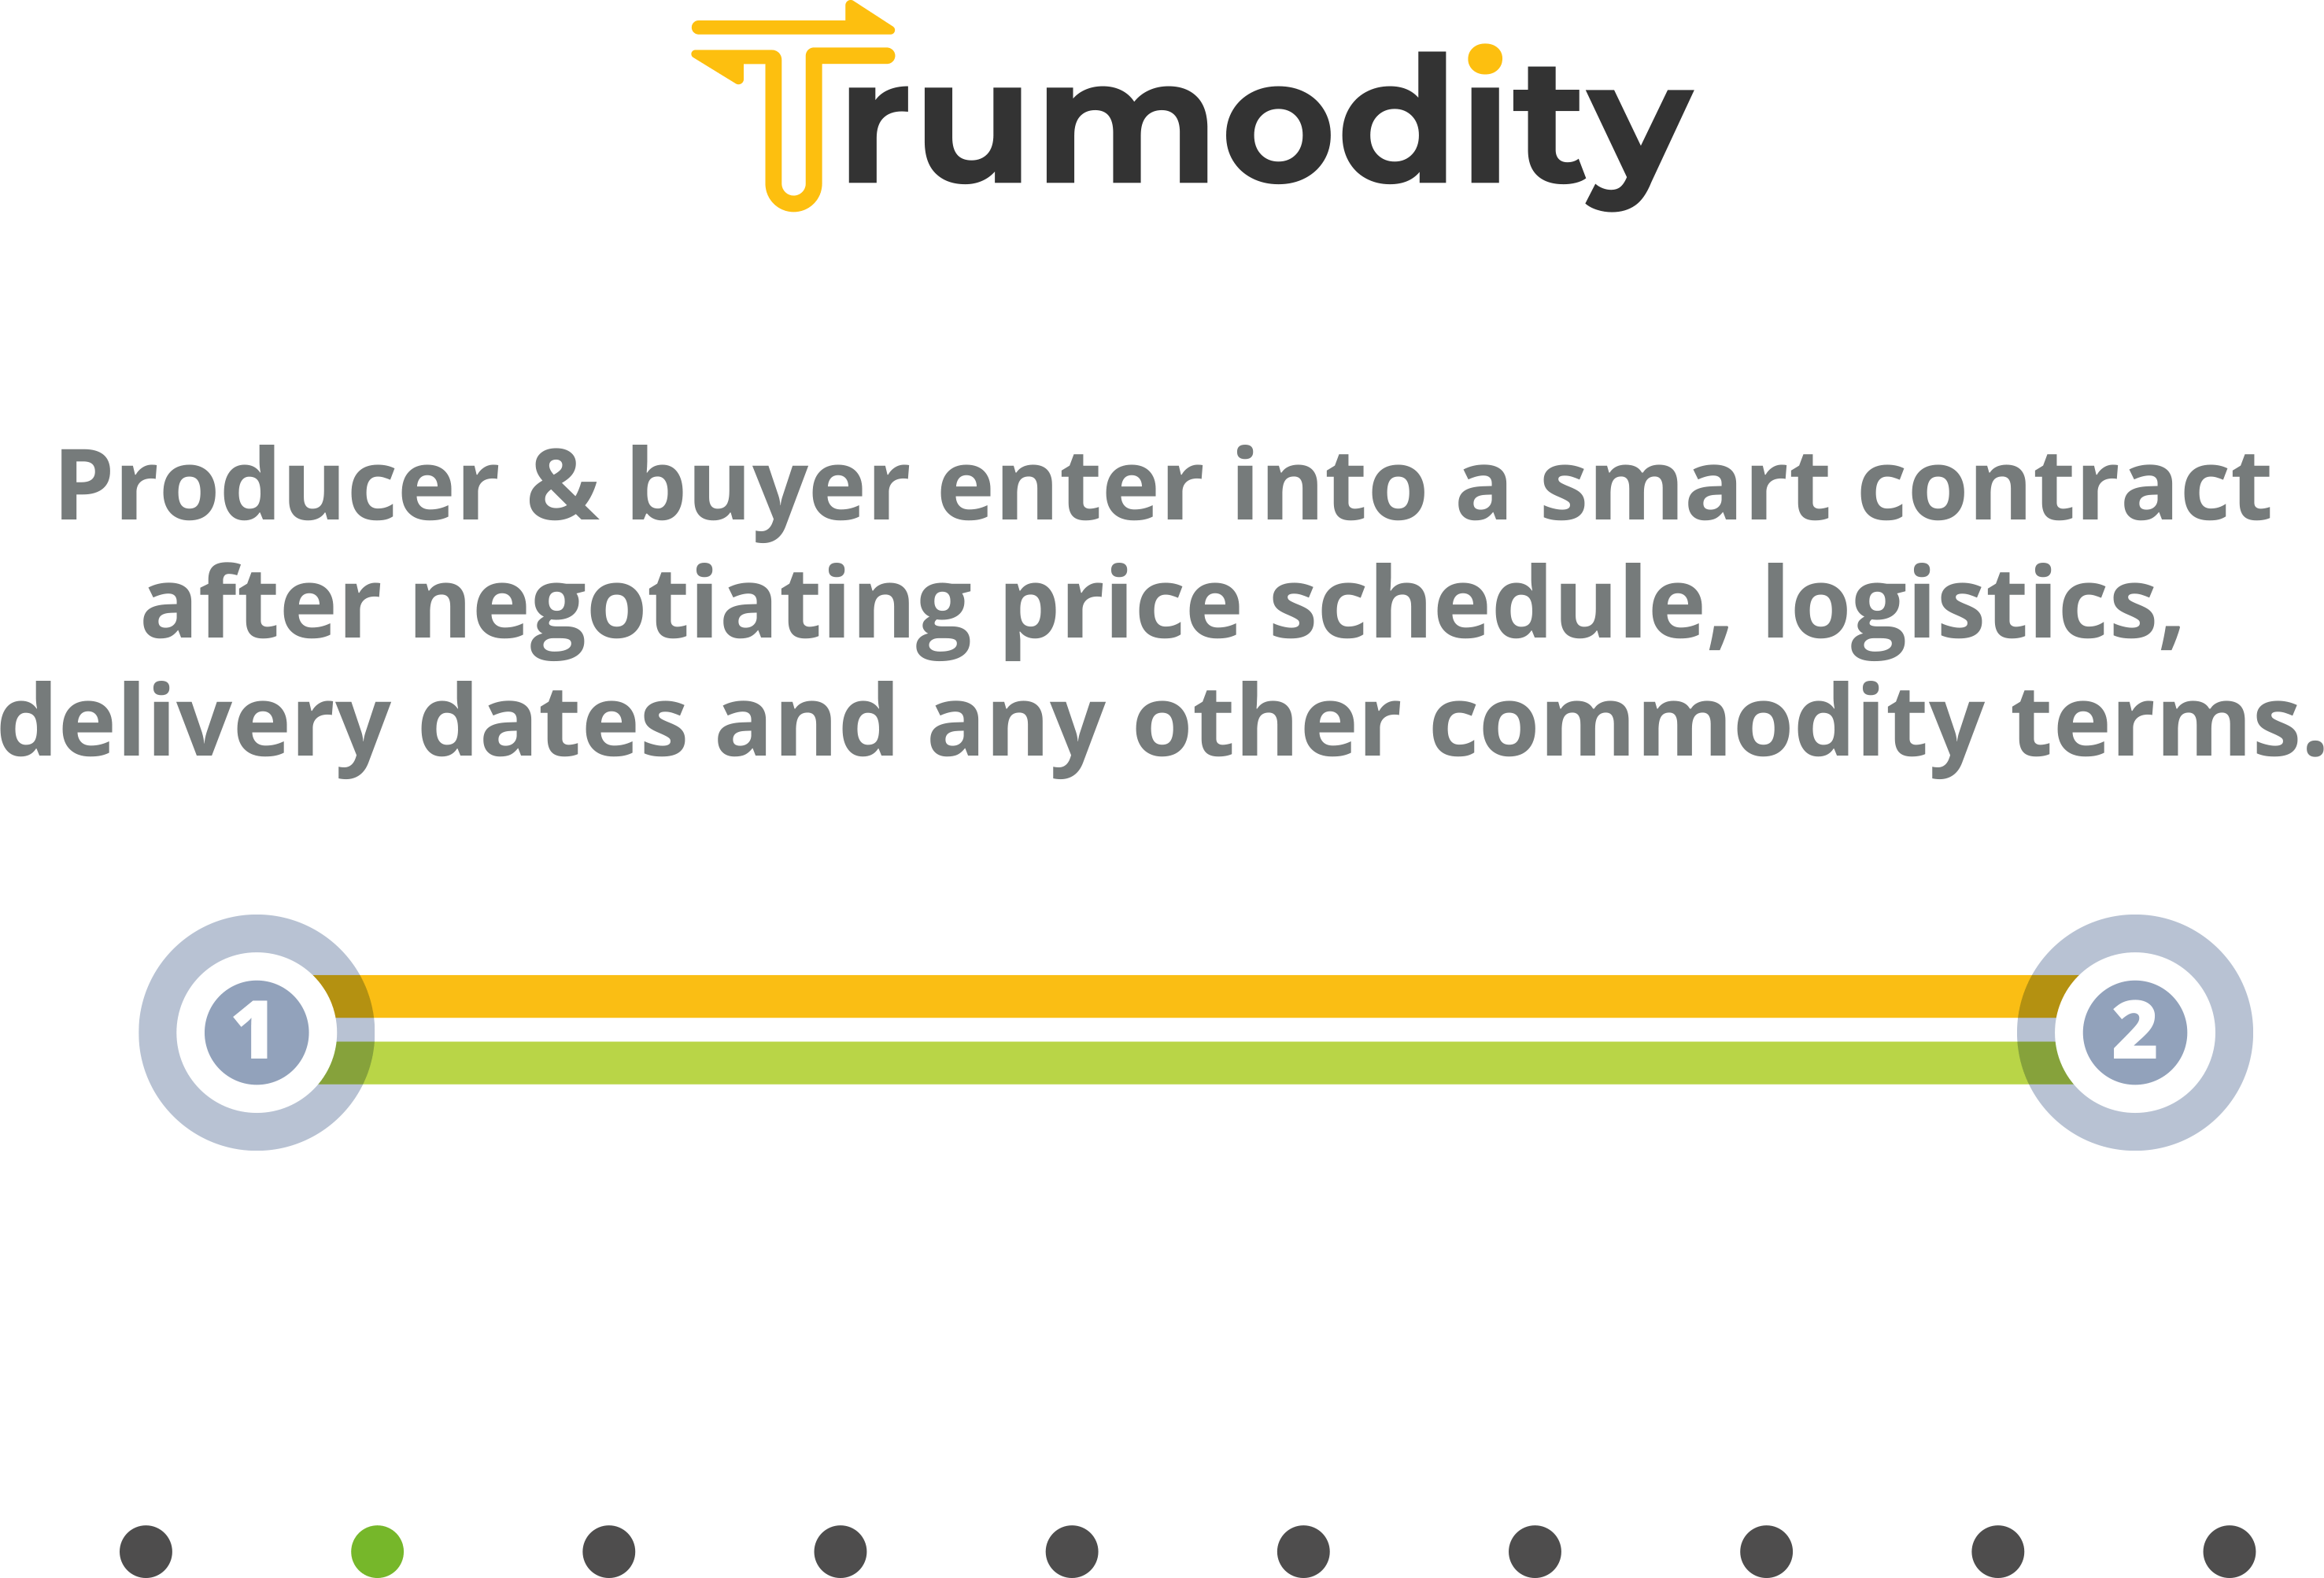 Trumodity
Producer & buyer enter into a smart contract
after negotiating price schedule, logistics,
delivery dates and any other commodity terms.
1
2